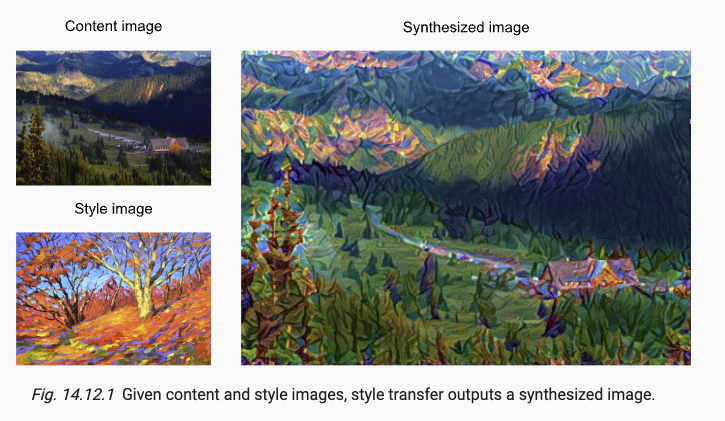 Content image
Synthesized image
Style image
Fig. 14.12.1 Given content and style images, style transfer outputs a synthesized image.